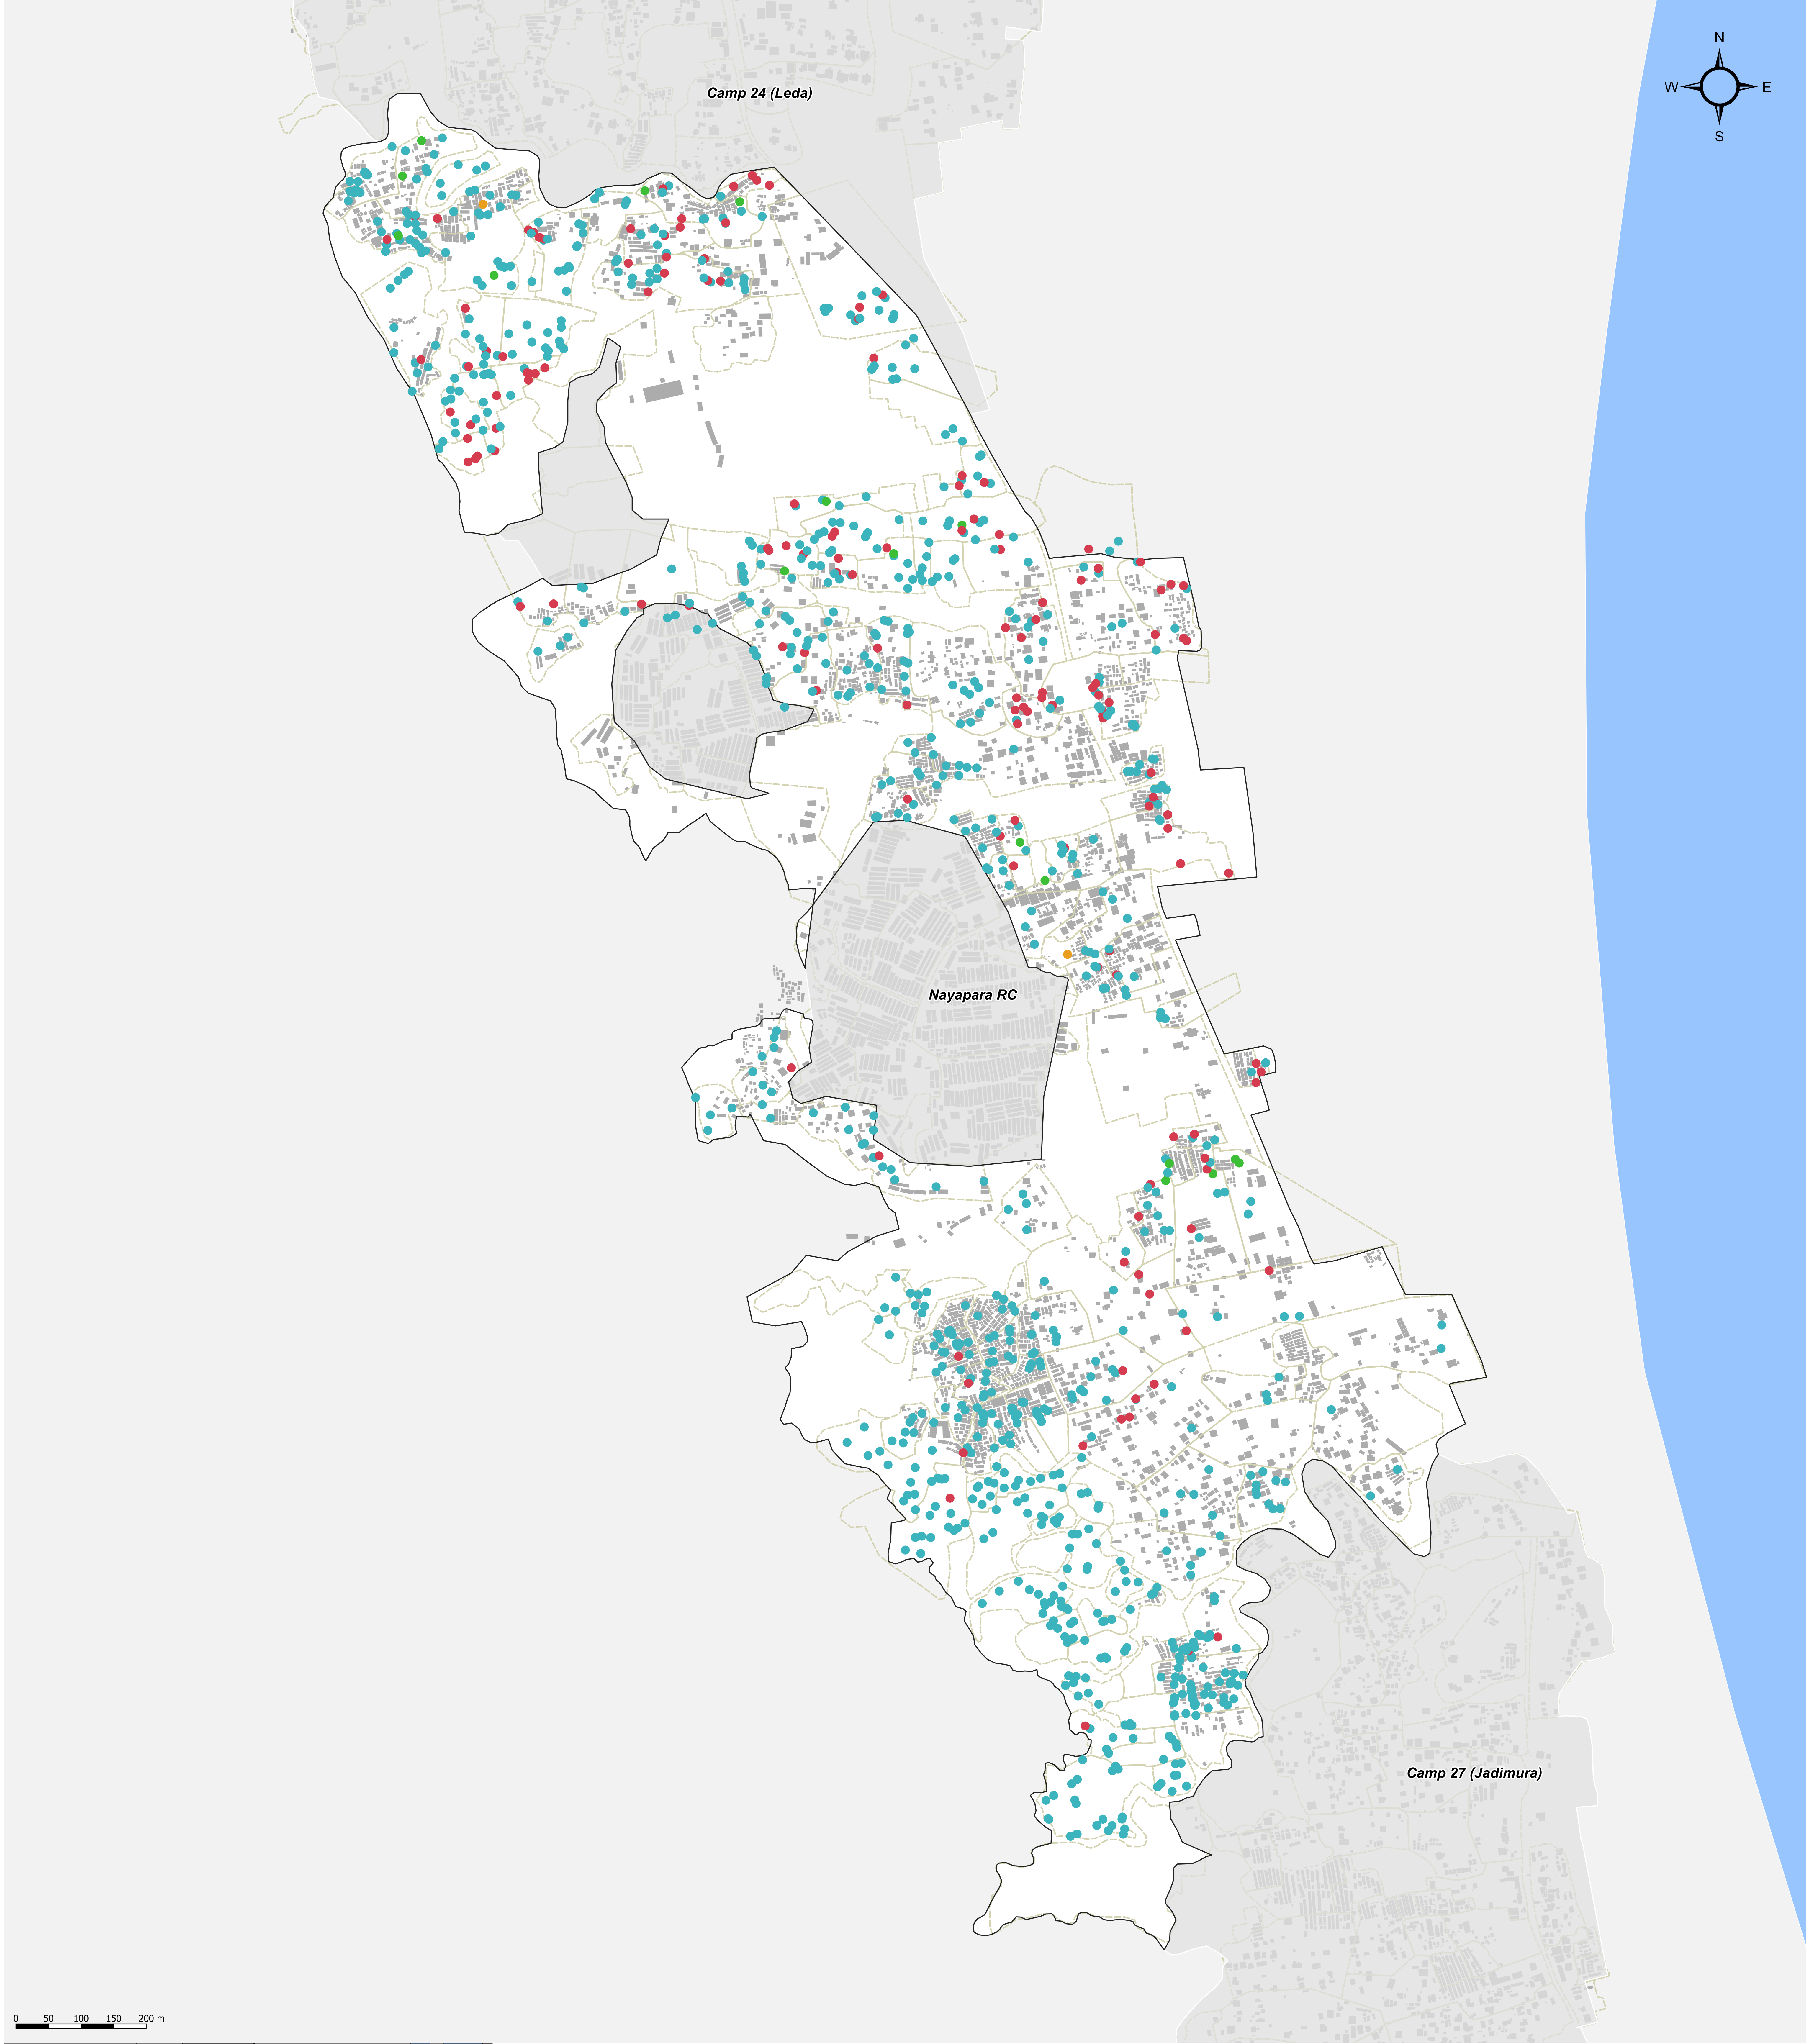 N
W E
S
Camp 24 (Leda)
Nayapara RC
Camp 27 (Jadimura)
0 50 100 150 200 m